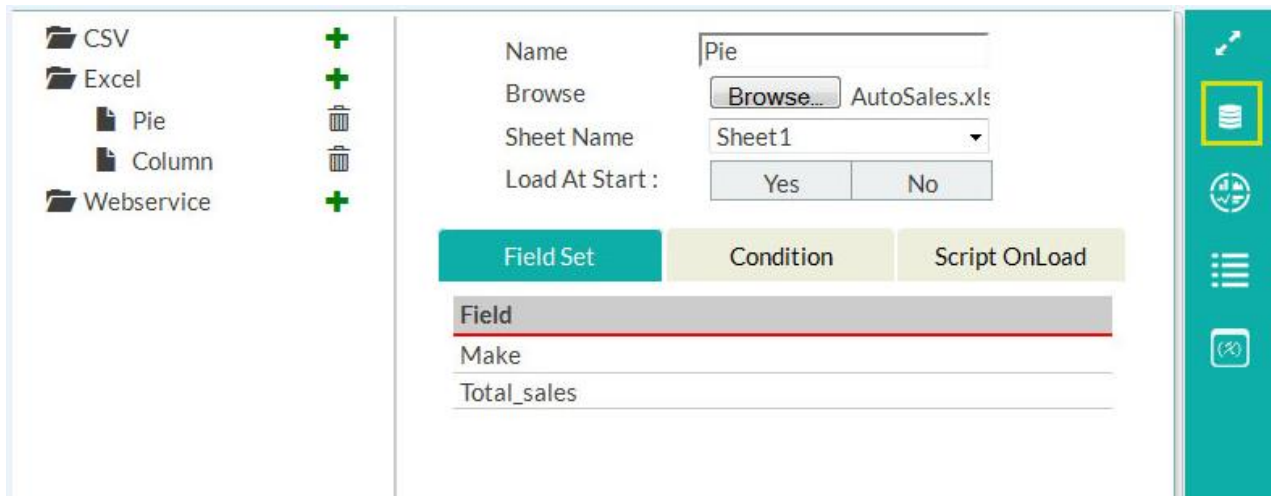 CSV
Excel
Pie
Column
Webservice
Name Pie
Browse Browse... AutoSales.xls
Sheet Name Sheet1
Load At Start : Yes No
Field Set Condition Script OnLoad
Field
Make
Total_sales